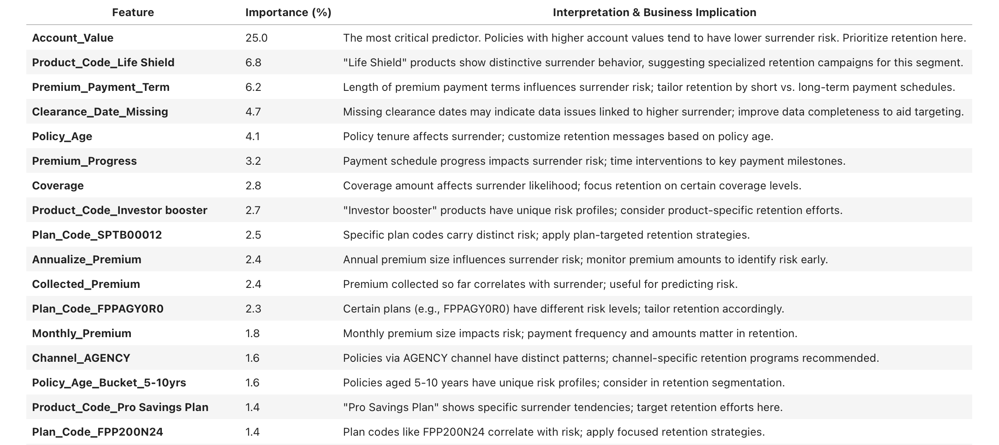 Feature Importance (%) Interpretation & Business Implication
Account_Value 25.0 The most critical predictor. Policies with higher account values tend to have lower surrender risk. Prioritize retention here.
Product_Code_Life Shield 6.8 "Life Shield" products show distinctive surrender behavior, suggesting specialized retention campaigns for this segment.
Premium_Payment_Term 6.2 Length of premium payment terms influences surrender risk; tailor retention by short vs. long-term payment schedules.
Clearance_Date_Missing 4.7 Missing clearance dates may indicate data issues linked to higher surrender; improve data completeness to aid targeting.
Policy_Age 4.1 Policy tenure affects surrender; customize retention messages based on policy age.
Premium_Progress 3.2 Payment schedule progress impacts surrender risk; time interventions to key payment milestones.
Coverage 2.8 Coverage amount affects surrender likelihood; focus retention on certain coverage levels.
Product_Code_Investor booster 2.7 "Investor booster" products have unique risk profiles; consider product-specific retention efforts.
Plan_Code_SPTB00012 2.5 Specific plan codes carry distinct risk; apply plan-targeted retention strategies.
Annualize_Premium 2.4 Annual premium size influences surrender risk; monitor premium amounts to identify risk early.
Collected_Premium 2.4 Premium collected so far correlates with surrender; useful for predicting risk.
Plan_Code_FPPAGY0R0 2.3 Certain plans (e.g., FPPAGY0R0) have different risk levels; tailor retention accordingly.
Monthly_Premium 1.8 Monthly premium size impacts risk; payment frequency and amounts matter in retention.
Channel_AGENCY 1.6 Policies via AGENCY channel have distinct patterns; channel-specific retention programs recommended.
Policy_Age_Bucket_5-10yrs 1.6 Policies aged 5-10 years have unique risk profiles; consider in retention segmentation.
Product_Code_Pro Savings Plan 1.4 "Pro Savings Plan" shows specific surrender tendencies; target retention efforts here.
Plan_Code_FPP200N24 1.4 Plan codes like FPP200N24 correlate with risk; apply focused retention strategies.